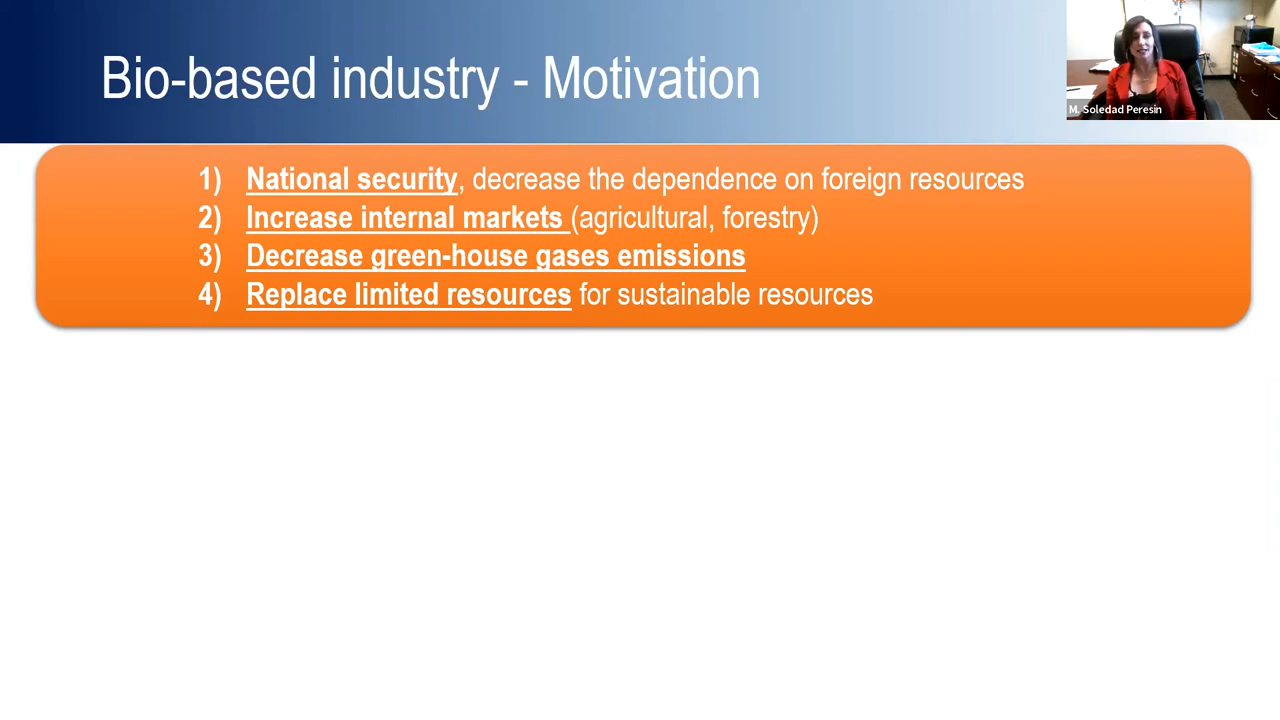 Bio-based industry - Motivation
M. Soledad Peresin
1) National security, decrease the dependence on foreign resources
2) Increase internal markets (agricultural, forestry)
3) Decrease green-house gases emissions
4) Replace limited resources for sustainable resources